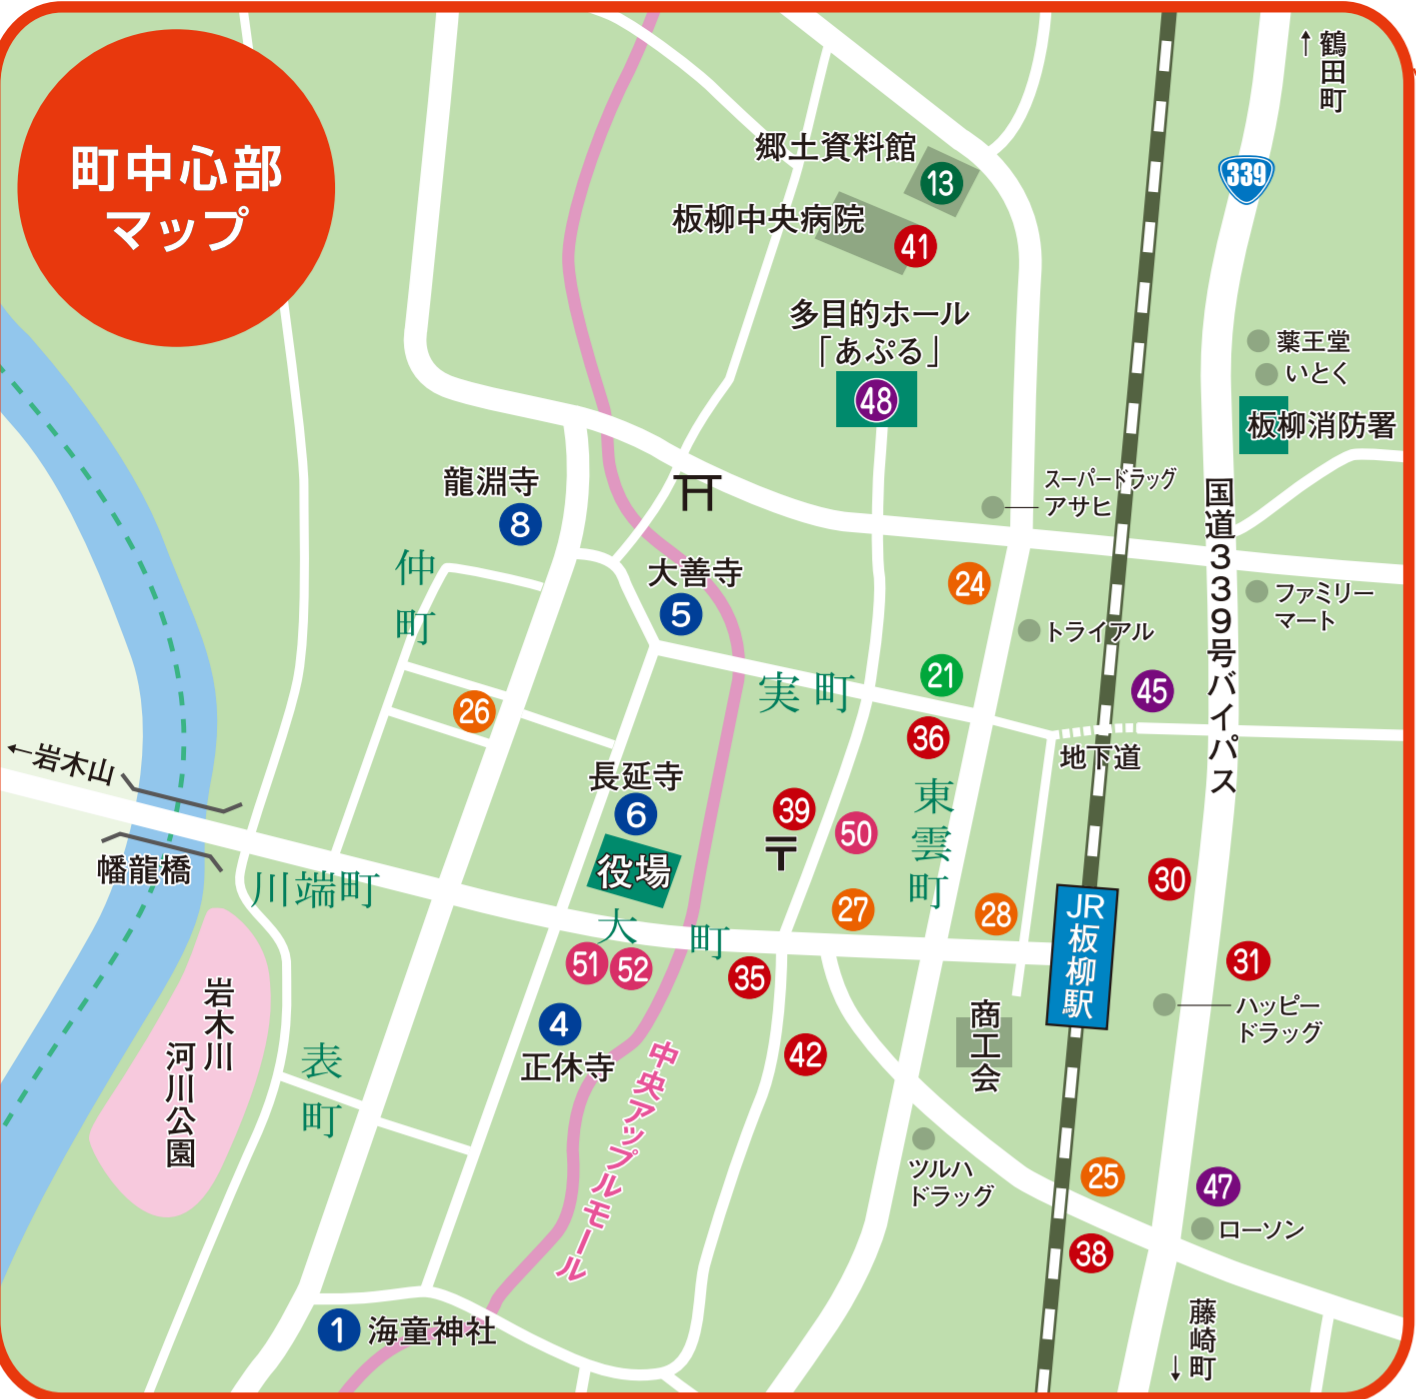 町中心部
マップ
↑鶴田町
339
郷土資料館
13
板柳中央病院
41
多目的ホール
「あぷる」
48
薬王堂
いとく
板柳消防署
龍淵寺
8
スーパードラッグ
アサヒ
国道339号バイパス
仲町
大善寺
5
24
ファミリー
マート
トライアル
実町
21
45
26
36
地下道
←岩木山
長延寺
6
39
50
東雲町
〒
幡龍橋
川端町
役場
30
27
28
大町
JR板柳駅
51
52
35
31
岩木川
河川公園
4
正休寺
商工会
ハッピー
ドラッグ
42
表町
中央アップルモール
ツルハ
ドラッグ
25
47
ローソン
38
1
海童神社
藤崎町↓